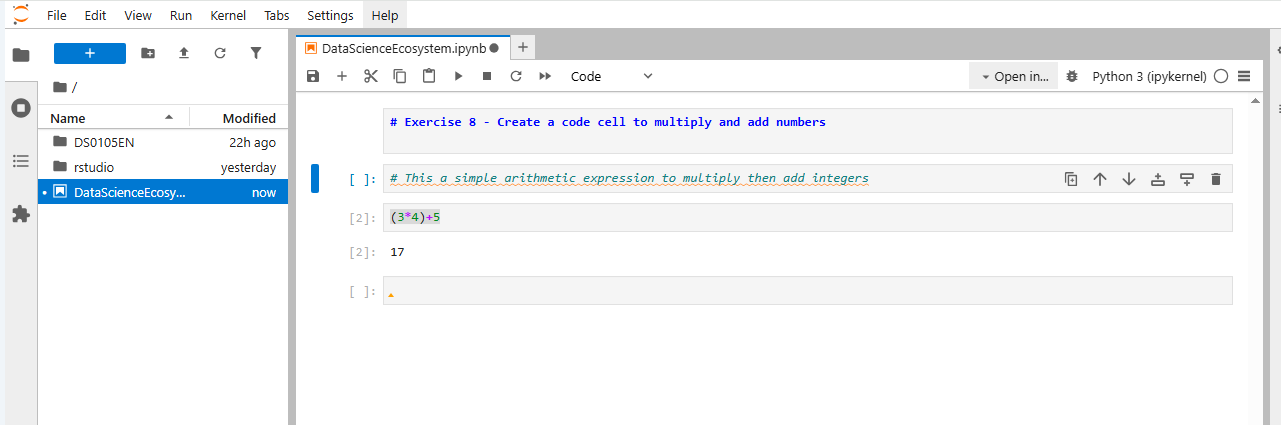 File Edit View Run Kernel Tabs Settings Help
DataScienceEcosystem.ipynb
Code
Open in...
Python 3 (ipykernel)
/
Name Modified
DS0105EN 22h ago
rstudio yesterday
DataScienceEcosy... now
# Exercise 8 - Create a code cell to multiply and add numbers
[ ]: # This a simple arithmetic expression to multiply then add integers
[2]: (3*4)+5
[2]: 17
[ ]: